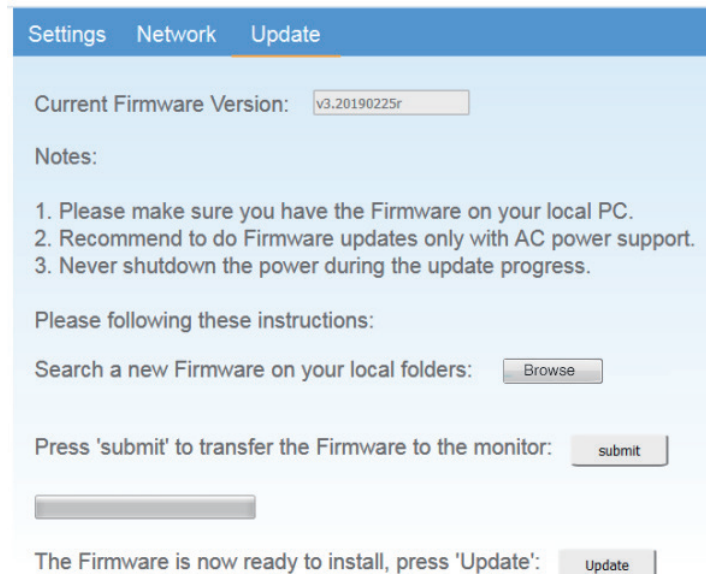 Settings Network Update
Current Firmware Version: v3.20190225r
Notes:
1. Please make sure you have the Firmware on your local PC.
2. Recommend to do Firmware updates only with AC power support.
3. Never shutdown the power during the update progress.
Please following these instructions:
Search a new Firmware on your local folders: Browse
Press 'submit' to transfer the Firmware to the monitor: submit
The Firmware is now ready to install, press 'Update': Update